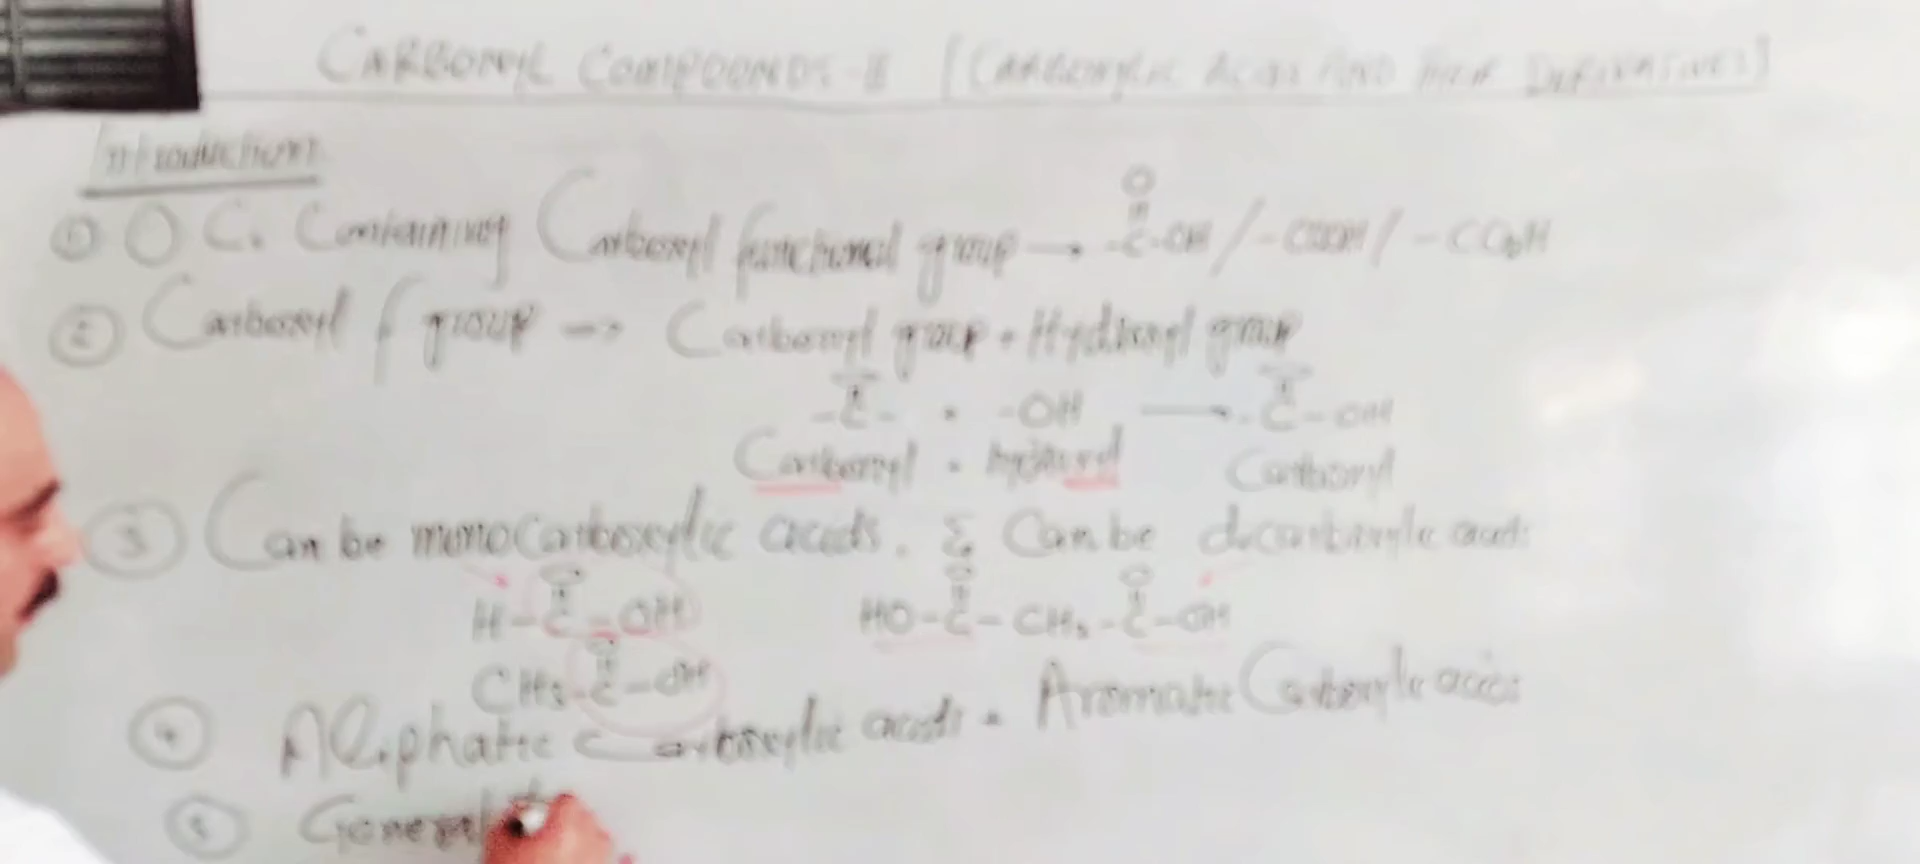 CARBONYL COMPOUNDS-II [CARBOXYLIC ACIDS AND THEIR DERIVATIVES]
Introduction
① O C. Containing Carboxyl functional group → -C-OH / -COOH / -CO2H
O
② Carboxyl f group → Carbonyl group + Hydroxyl group
-C- + -OH → -C-OH
Carbonyl + hydroxyl Carboxyl
③ Can be monocarboxylic acids. & Can be dicarboxylic acids
O O O
H-C-OH HO-C-CH2-C-OH
O
CH3-C-OH
④ Aliphatic Carboxylic acids + Aromatic Carboxylic acids
⑤ General